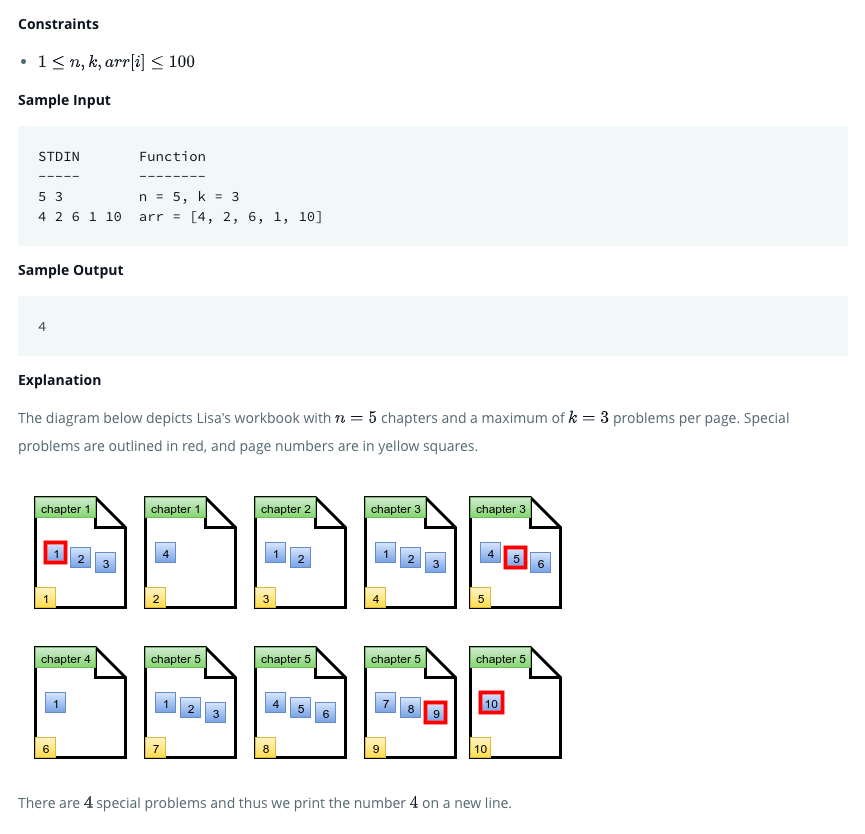 Constraints
• 1 ≤ n, k, arr[i] ≤ 100
Sample Input
STDIN       Function
-----       --------
5 3         n = 5, k = 3
4 2 6 1 10  arr = [4, 2, 6, 1, 10]
Sample Output
4
Explanation
The diagram below depicts Lisa's workbook with n = 5 chapters and a maximum of k = 3 problems per page. Special
problems are outlined in red, and page numbers are in yellow squares.
chapter 1 chapter 1 chapter 2 chapter 3 chapter 3
1 2 3 4 1 2 1 2 3 4 5 6
1 2 3 4 5
chapter 4 chapter 5 chapter 5 chapter 5 chapter 5
1 1 2 3 4 5 6 7 8 9 10
6 7 8 9 10
There are 4 special problems and thus we print the number 4 on a new line.